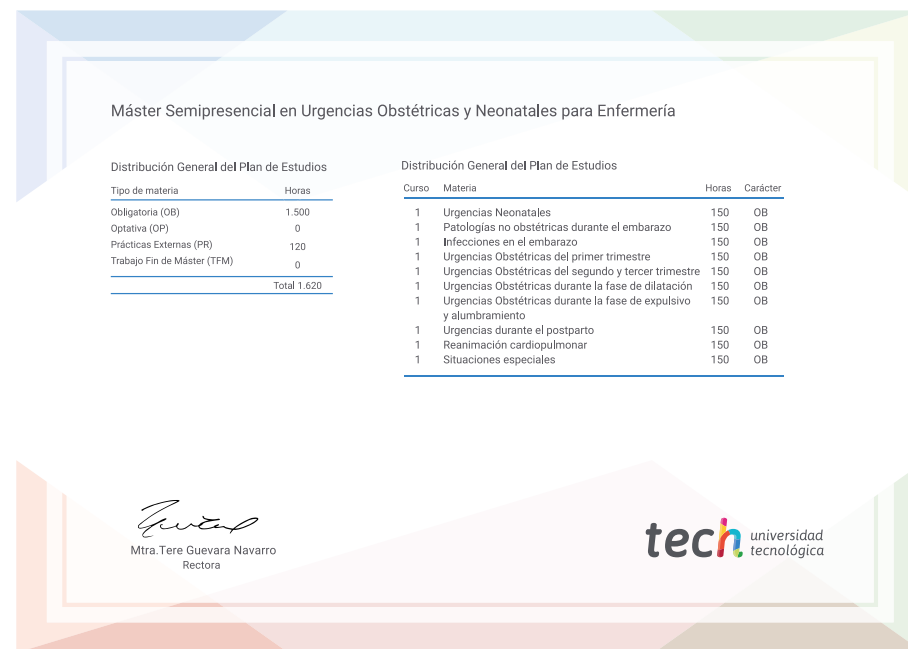 Máster Semipresencial en Urgencias Obstétricas y Neonatales para Enfermería
Distribución General del Plan de Estudios
Tipo de materia Horas
Obligatoria (OB) 1.500
Optativa (OP) 0
Prácticas Externas (PR) 120
Trabajo Fin de Máster (TFM) 0
Total 1.620
Distribución General del Plan de Estudios
Curso Materia Horas Carácter
1 Urgencias Neonatales 150 OB
1 Patologías no obstétricas durante el embarazo 150 OB
1 Infecciones en el embarazo 150 OB
1 Urgencias Obstétricas del primer trimestre 150 OB
1 Urgencias Obstétricas del segundo y tercer trimestre 150 OB
1 Urgencias Obstétricas durante la fase de dilatación 150 OB
1 Urgencias Obstétricas durante la fase de expulsivo 150 OB
y alumbramiento
1 Urgencias durante el postparto 150 OB
1 Reanimación cardiopulmonar 150 OB
1 Situaciones especiales 150 OB
Mtra.Tere Guevara Navarro
Rectora
tech universidad
tecnológica